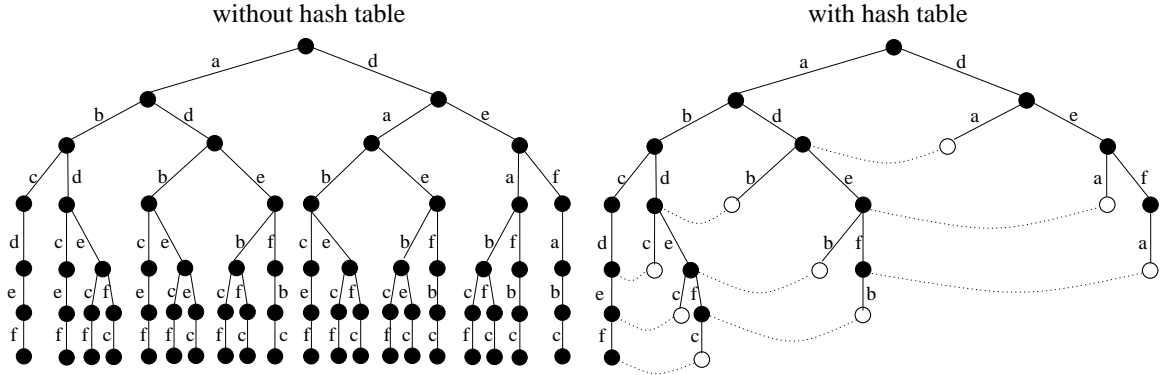 without hash table
with hash table
a d a d
b d a e b d a e
c d b e b e a f c d b e a f
d c e c e b f c e b f b f a d c e b f a
e e c f e c e c f b e c f c e b c f b b e c f b
f f f c f f c f c c f f c f c c f c c c f c